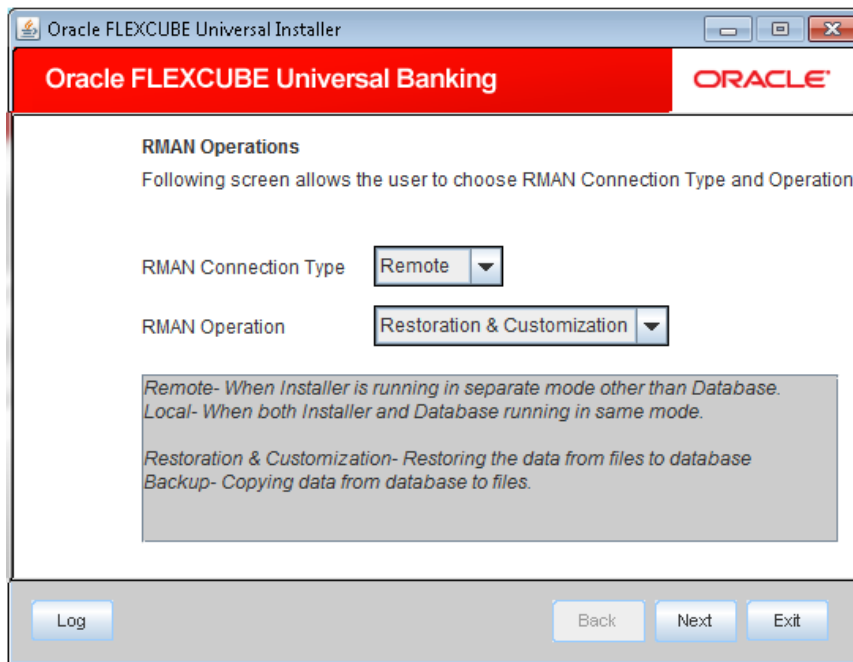 Oracle FLEXCUBE Universal Installer
Oracle FLEXCUBE Universal Banking
ORACLE
RMAN Operations
Following screen allows the user to choose RMAN Connection Type and Operation
RMAN Connection Type Remote
RMAN Operation Restoration & Customization
Remote- When Installer is running in separate mode other than Database.
Local- When both Installer and Database running in same mode.
Restoration & Customization- Restoring the data from files to database
Backup- Copying data from database to files.
Log Back Next Exit